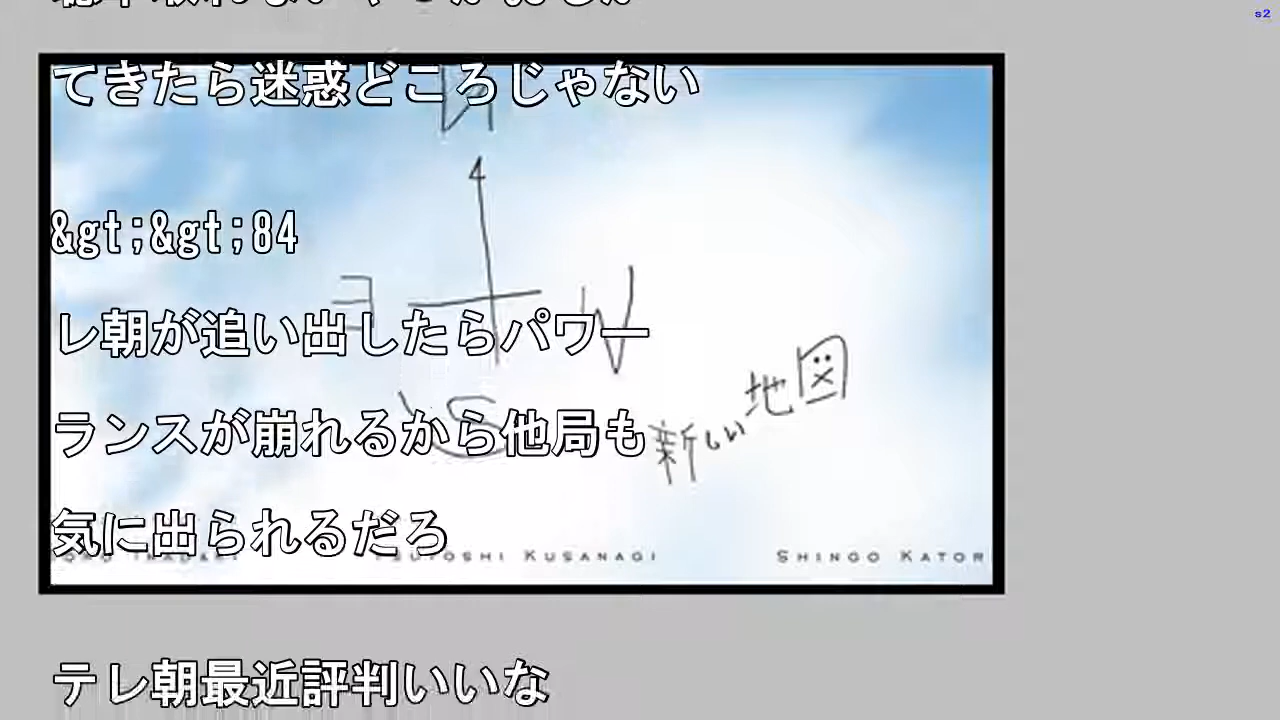 s2
てきたら迷惑どころじゃない
N
&gt;&gt;84
E
W
レ朝が追い出したらパワー
ランスが崩れるから他局も
S
新しい地図
気に出られるだろ
KUSANAGI
SHINGO KATOR
テレ朝最近評判いいな